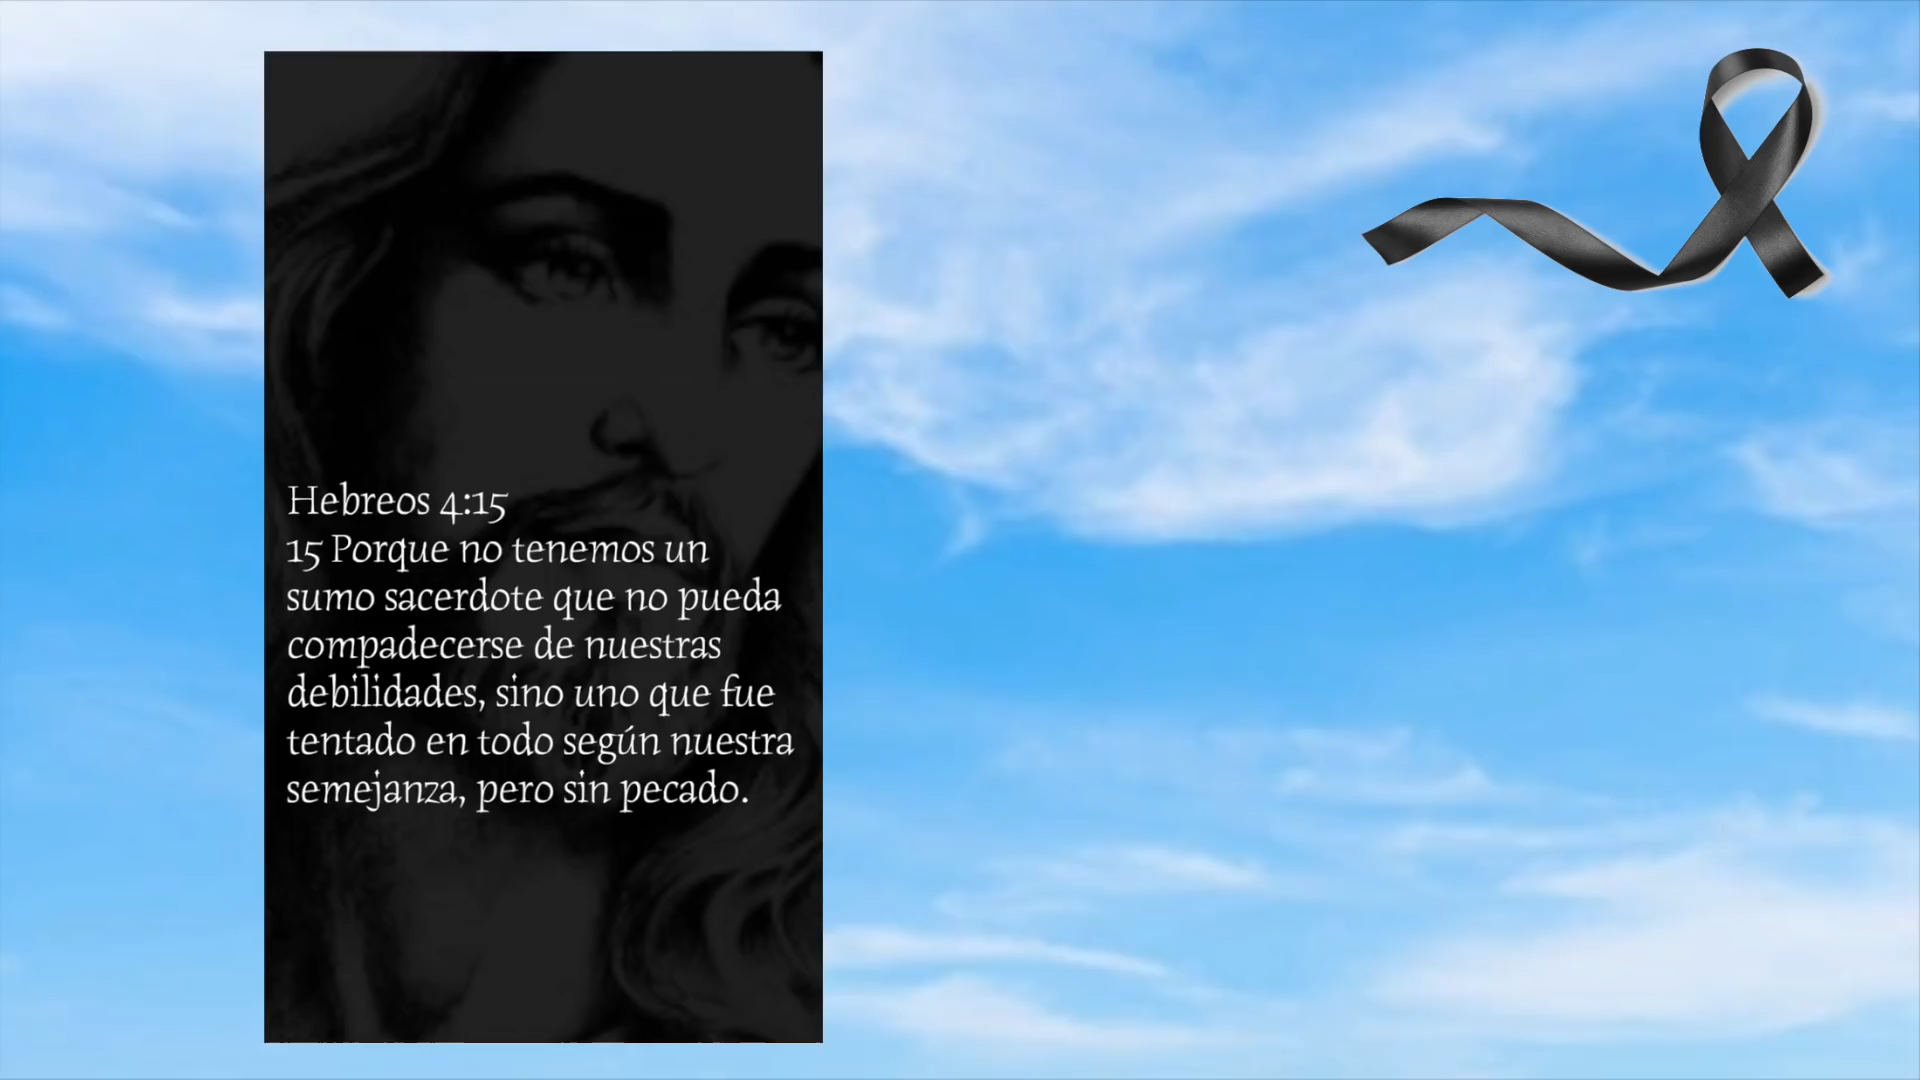 Hebreos 4:15
15 Porque no tenemos un
sumo sacerdote que no pueda
compadecerse de nuestras
debilidades, sino uno que fue
tentado en todo según nuestra
semejanza, pero sin pecado.